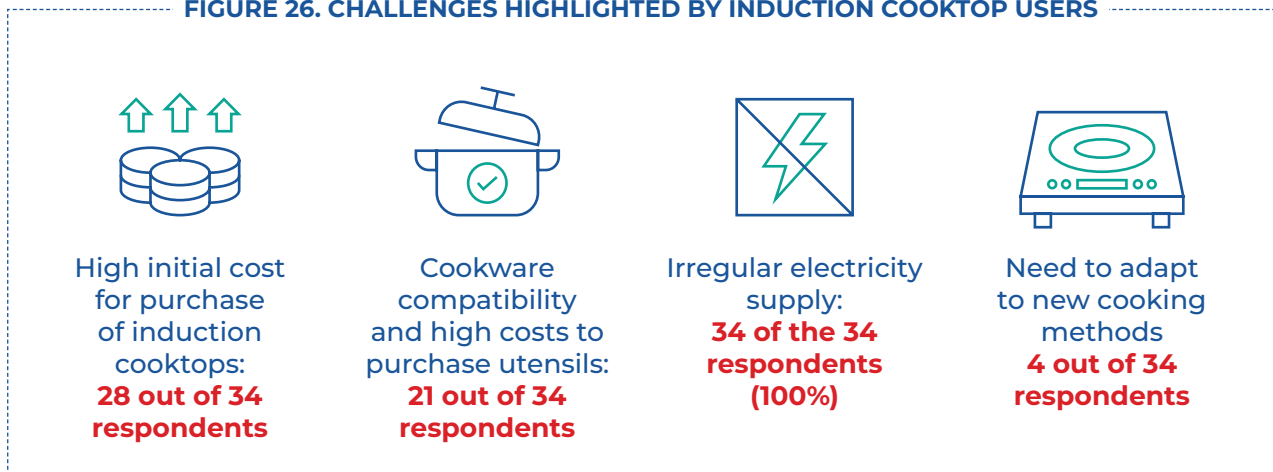 FIGURE 26. CHALLENGES HIGHLIGHTED BY INDUCTION COOKTOP USERS
High initial cost
for purchase
of induction
cooktops:
28 out of 34
respondents
Cookware
compatibility
and high costs to
purchase utensils:
21 out of 34
respondents
Irregular electricity
supply:
34 of the 34
respondents
(100%)
Need to adapt
to new cooking
methods
4 out of 34
respondents